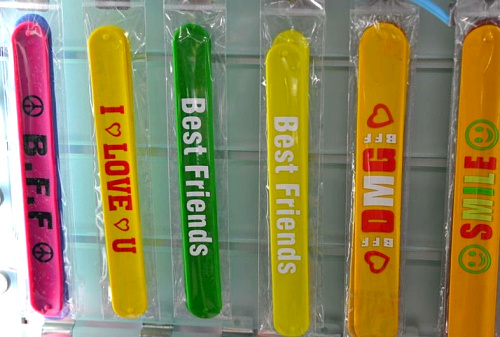 B.F.F
I LOVE U
Best Friends
Best Friends
BFF OMG BFF
SMILE